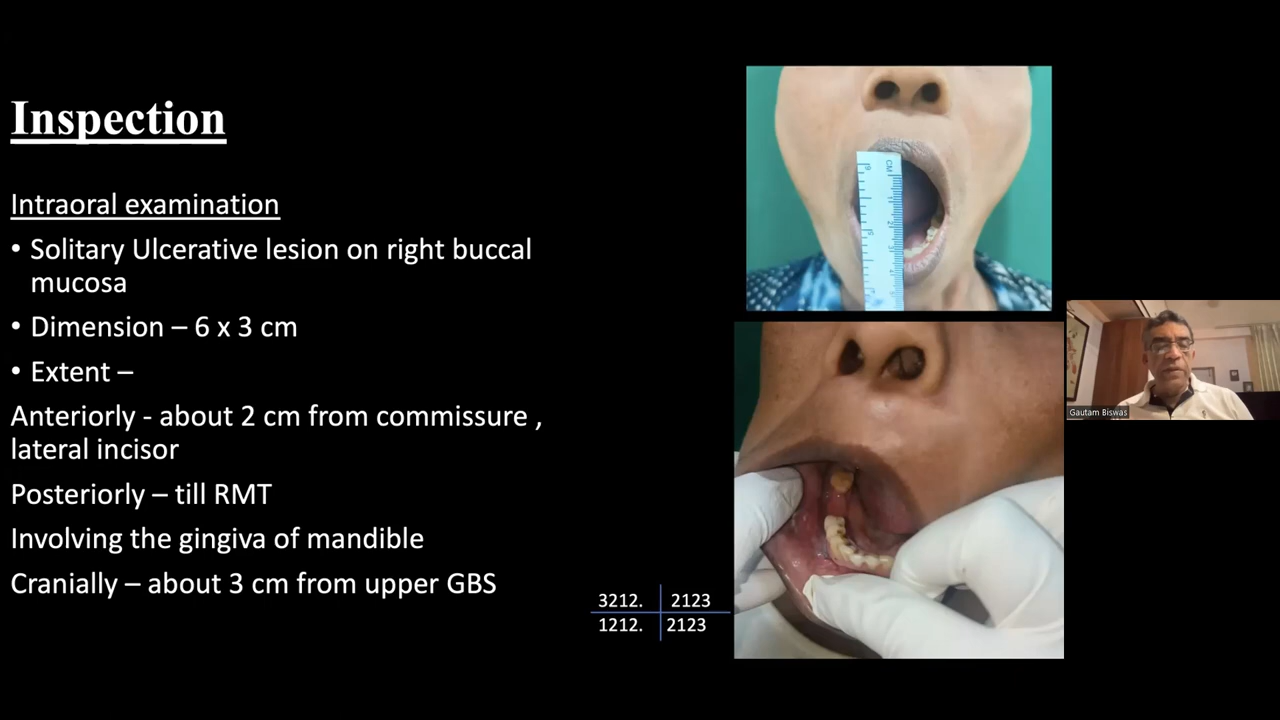 Inspection
Intraoral examination
• Solitary Ulcerative lesion on right buccal
mucosa
• Dimension – 6 x 3 cm
• Extent –
Anteriorly - about 2 cm from commissure ,
lateral incisor
Posteriorly – till RMT
Involving the gingiva of mandible
Cranially – about 3 cm from upper GBS
3212. 2123
1212. 2123
CM
Gautam Biswas